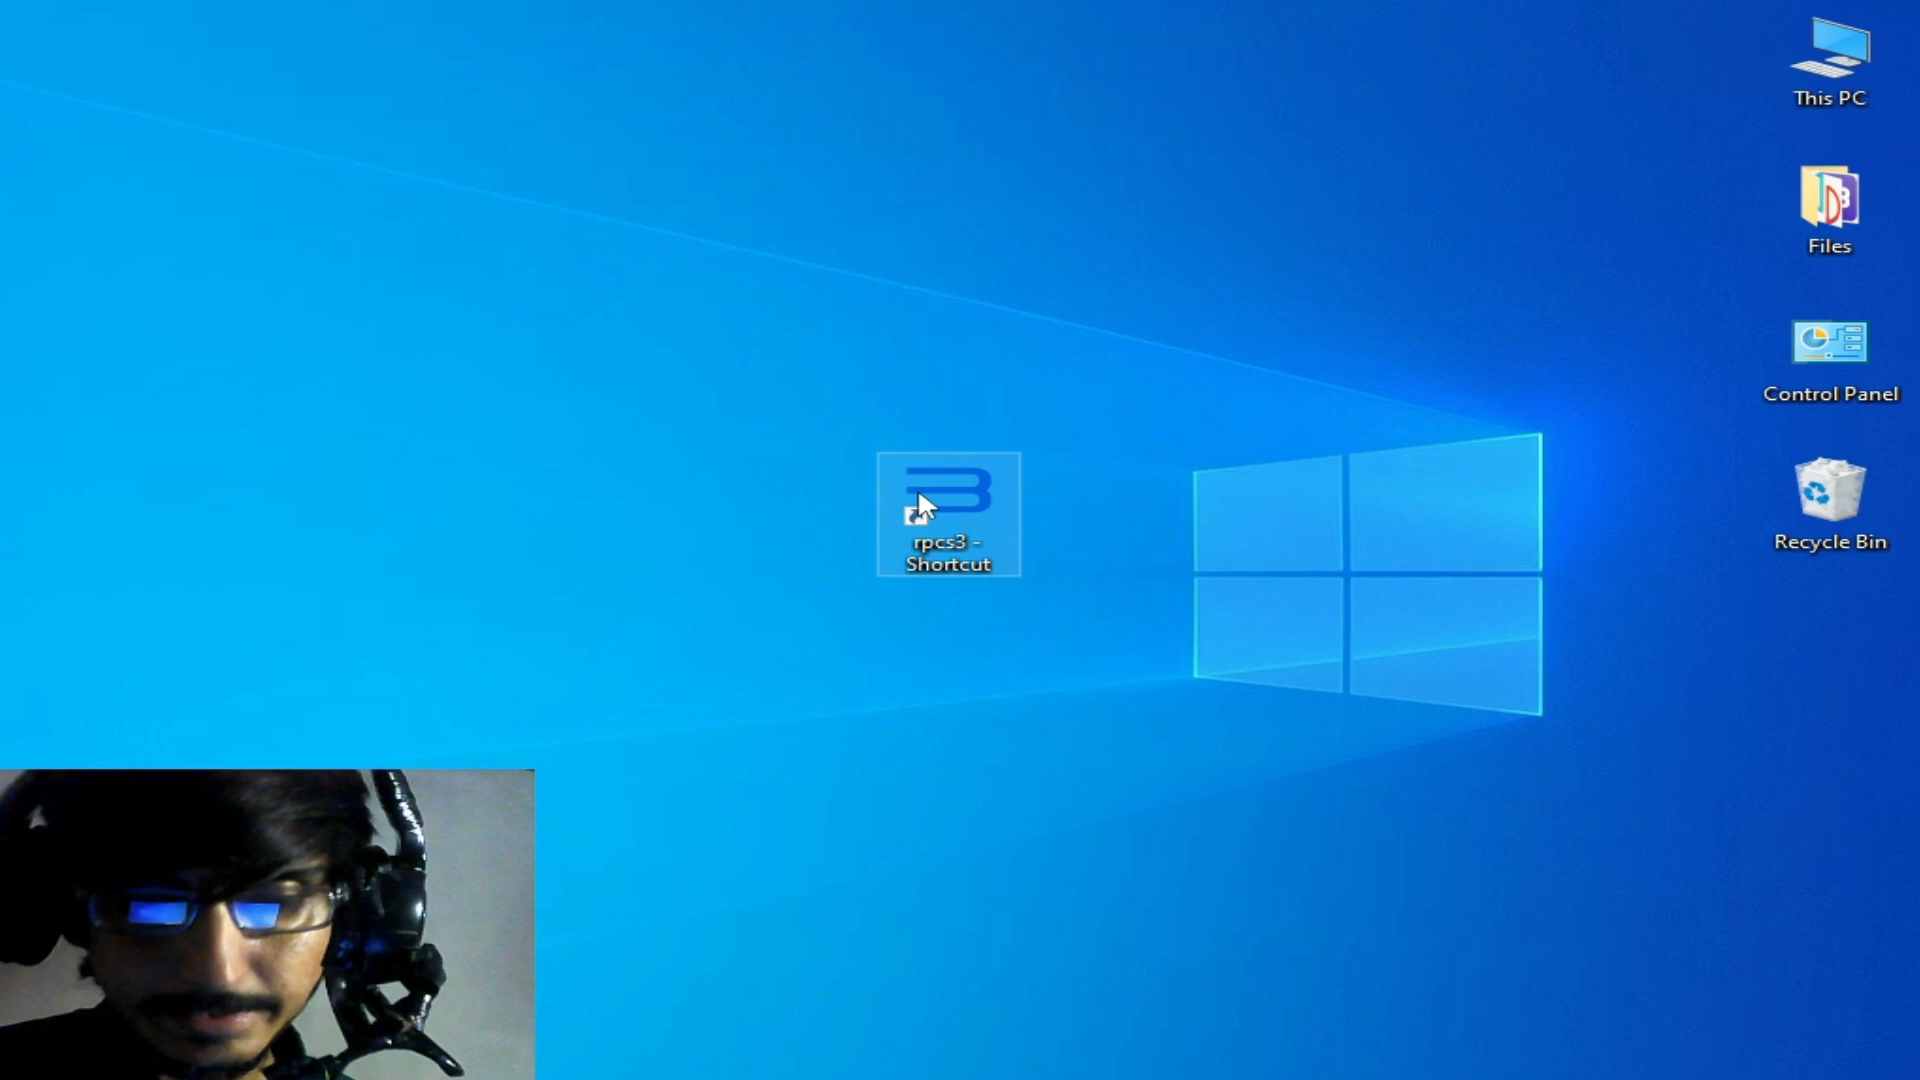 This PC
Files
Control Panel
Recycle Bin
rpcs3 -
Shortcut